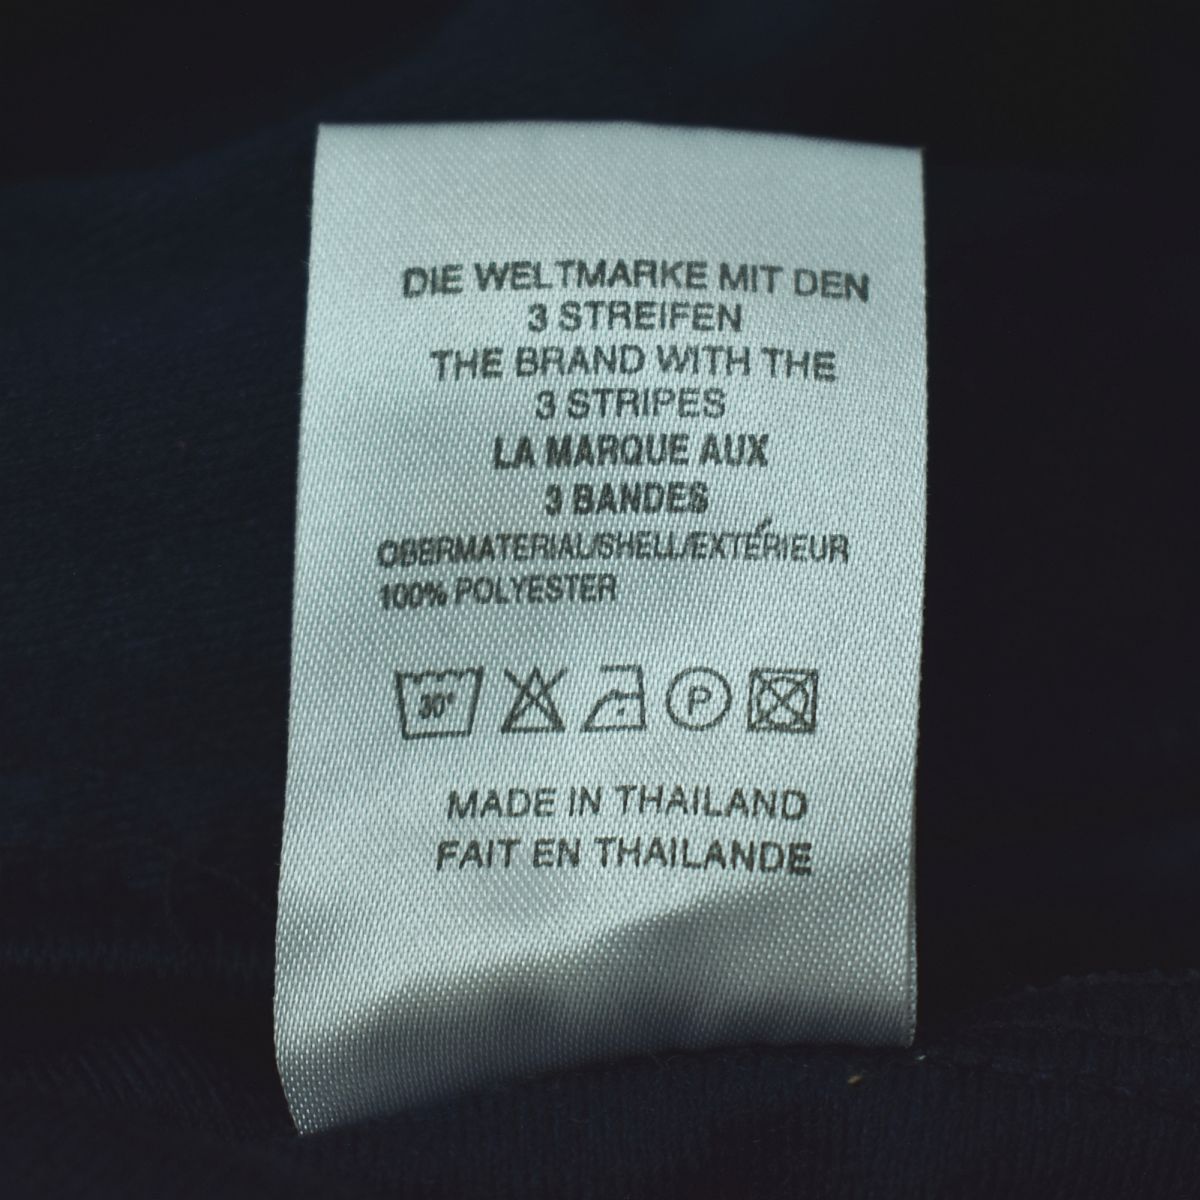 DIE WELTMARKE MIT DEN
3 STREIFEN
THE BRAND WITH THE
3 STRIPES
LA MARQUE AUX
3 BANDES
OBERMATERIAL/SHELL/EXTÉRIEUR
100% POLYESTER
30° P
MADE IN THAILAND
FAIT EN THAILANDE